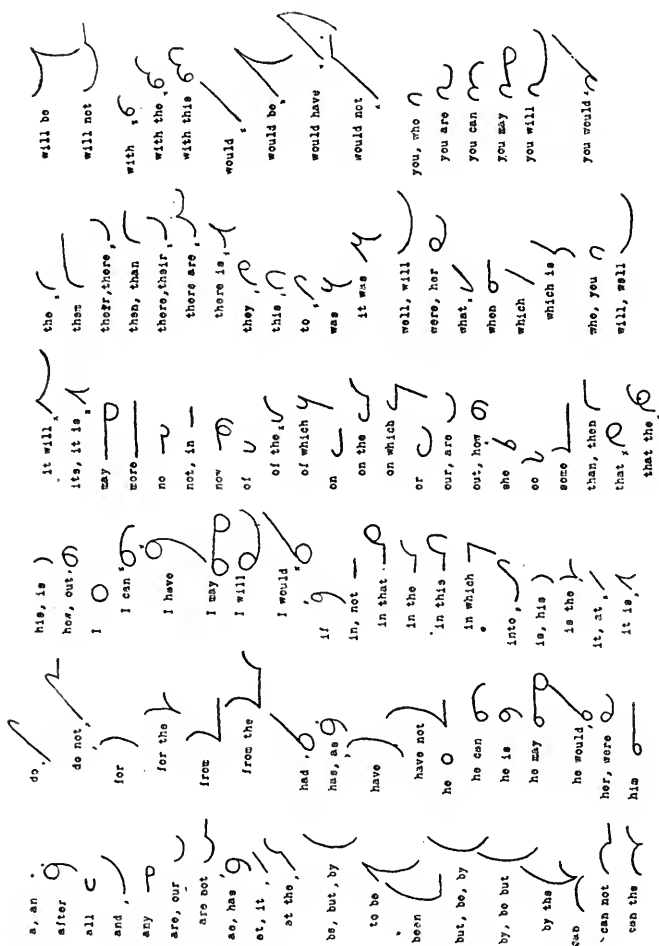 a, an
after
all
and
any
are, our
are not
as, has
at, it
at the
be, but, by
to be
been
but, be, by
by, be but
by the
can
can not
can the
do
do not
for
for the
from
from the
had
has, as
have
have not
he
he can
he is
he may
he would
her, were
him
his, is
how, out
I
I can
I have
I may
I will
I would
if
in, not
in that
in the
in this
in which
into
is, his
is the
it, at
it is
it will
its, it is
may
more
no
not, in
now
of
of the
of which
on
on the
on which
or
our, are
out, how
she
so
some
than, then
that
that the
the
them
their, there
then, than
there, their
there are
there is
they
this
to
was
it was
well, will
were, her
what
when
which
which is
who, you
will, well
will be
will not
with
with the
with this
would
would be
would have
would not
you, who
you are
you can
you may
you will
you would